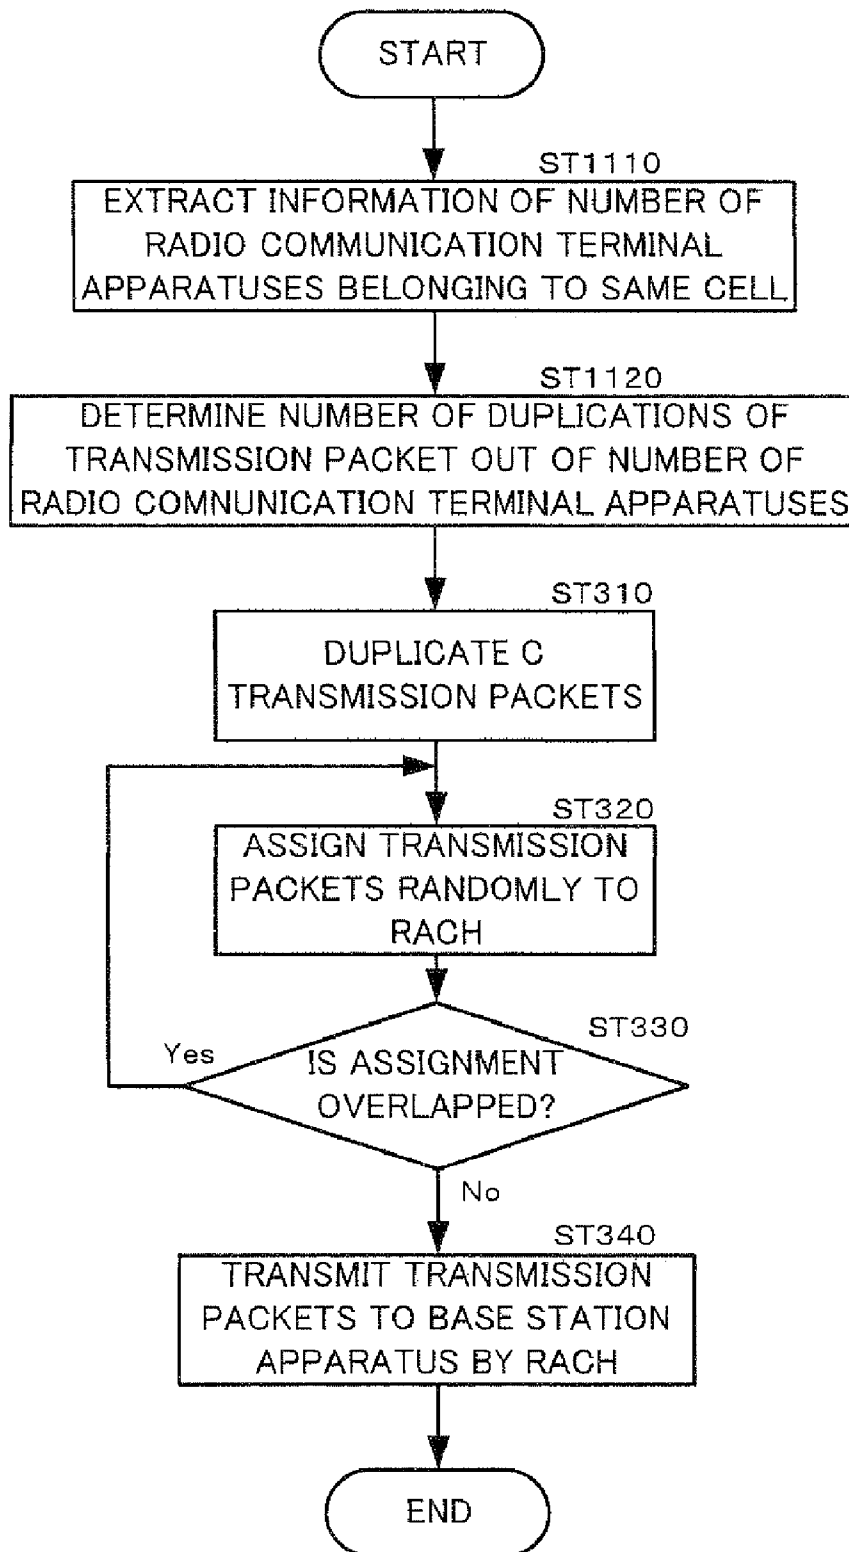 START
ST1110
EXTRACT INFORMATION OF NUMBER OF
RADIO COMMUNICATION TERMINAL
APPARATUSES BELONGING TO SAME CELL
ST1120
DETERMINE NUMBER OF DUPLICATIONS OF
TRANSMISSION PACKET OUT OF NUMBER OF
RADIO COMNUNICATION TERMINAL APPARATUSES
ST310
DUPLICATE C
TRANSMISSION PACKETS
ST320
ASSIGN TRANSMISSION
PACKETS RANDOMLY TO
RACH
ST330
Yes
IS ASSIGNMENT
OVERLAPPED?
No
ST340
TRANSMIT TRANSMISSION
PACKETS TO BASE STATION
APPARATUS BY RACH
END